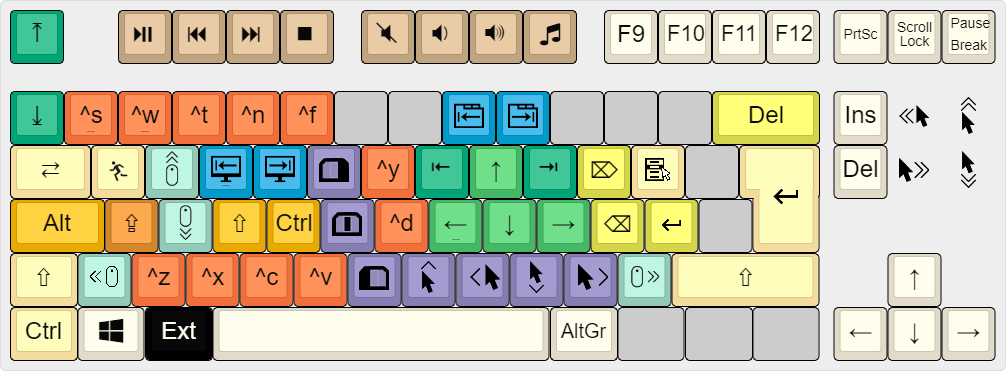 F9 F10 F11 F12 PrtSc Scroll Lock Pause Break
^s ^w ^t ^n ^f Del Ins
^y Del
Alt Ctrl ^d
^z ^x ^c ^v
Ctrl Ext AltGr